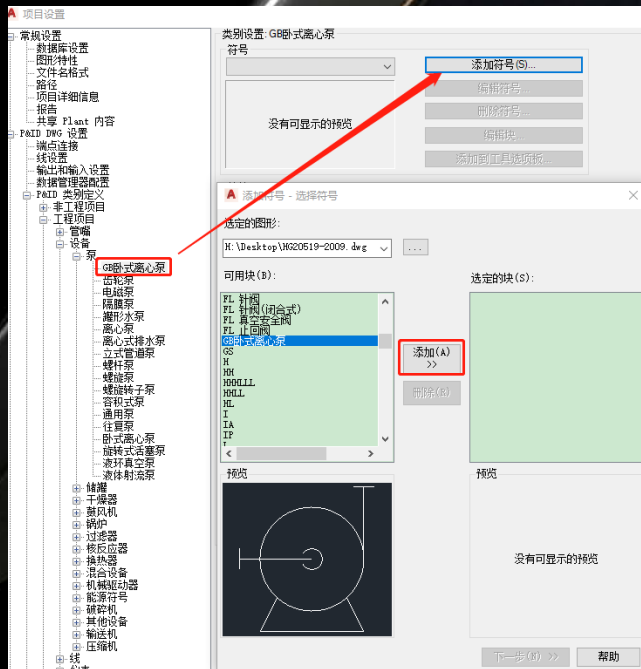 项目设置
常规设置
数据库设置
图形特性
文件名格式
路径
项目详细信息
报告
共享 Plant 内容
P&ID DWG 设置
端点连接
线设置
输出和输入设置
数据管理器配置
P&ID 类别定义
非工程项目
工程项目
管嘴
设备
泵
GB卧式离心泵
齿轮泵
电磁泵
隔膜泵
罐形水泵
离心泵
离心式排水泵
立式管道泵
螺杆泵
螺旋泵
螺旋转子泵
容积式泵
通用泵
往复泵
卧式离心泵
旋转式活塞泵
液环真空泵
液体射流泵
储罐
干燥器
鼓风机
锅炉
过滤器
核反应器
换热器
混合设备
机械驱动器
能源符号
破碎机
其他设备
输送机
压缩机
线
类别设置: GB卧式离心泵
符号
添加符号(S)...
编辑符号...
删除符号...
编辑块...
添加到工具选项板...
没有可显示的预览
添加符号 - 选择符号
选定的图形:
H:\Desktop\HG20519-2009.dwg
...
可用块(B):
FL 针阀
FL 针阀(闭合式)
FL 真空安全阀
FL 止回阀
GB卧式离心泵
GS
H
HH
HHHLLL
HHLL
HL
I
IA
IP
添加(A)
>>
删除(R)
选定的块(S):
预览
预览
没有可显示的预览
下一步(N) >>
帮助